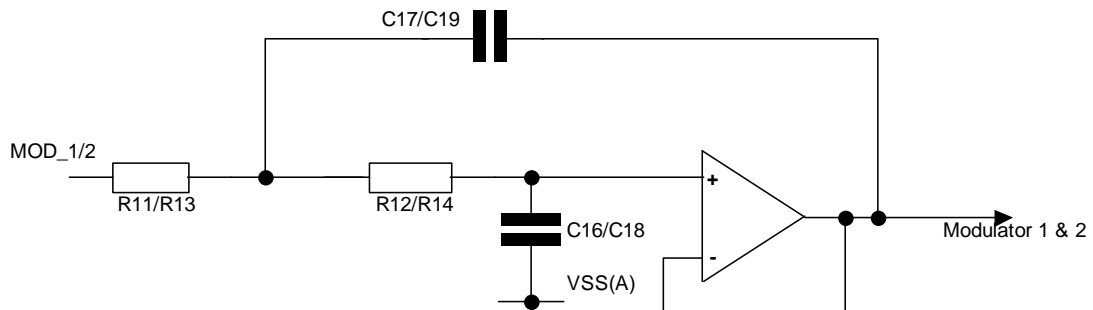 C17/C19
MOD_1/2
R11/R13
R12/R14
+
C16/C18
-
Modulator 1 & 2
VSS(A)